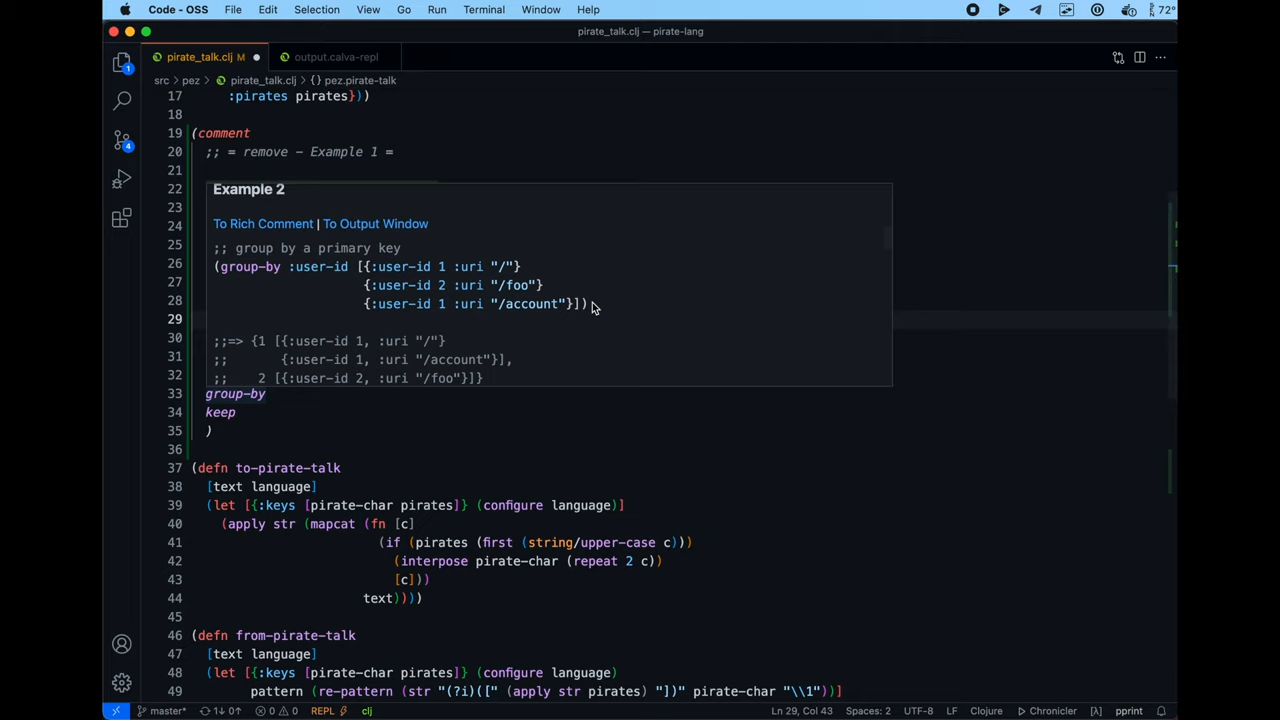 Code - OSS File Edit Selection View Go Run Terminal Window Help 72°
pirate_talk.clj — pirate-lang
pirate_talk.clj M output.calva-repl
src > pez > pirate_talk.clj > {} pez.pirate-talk
17 :pirates pirates}))
18
19 (comment
20 ;; = remove - Example 1 =
21
22
23
24
25
26
27
28
29
30
31
32
Example 2
To Rich Comment | To Output Window
;; group by a primary key
(group-by :user-id [{:user-id 1 :uri "/"}
{:user-id 2 :uri "/foo"}
{:user-id 1 :uri "/account"}])
;;=> {1 [{:user-id 1, :uri "/"}
;; {:user-id 1, :uri "/account"}],
;; 2 [{:user-id 2, :uri "/foo"}]}
33 group-by
34 keep
35 )
36
37 (defn to-pirate-talk
38 [text language]
39 (let [{:keys [pirate-char pirates]} (configure language)]
40 (apply str (mapcat (fn [c]
41 (if (pirates (first (string/upper-case c)))
42 (interpose pirate-char (repeat 2 c))
43 [c]))
44 text))))
45
46 (defn from-pirate-talk
47 [text language]
48 (let [{:keys [pirate-char pirates]} (configure language)
49 pattern (re-pattern (str "(?i)([" (apply str pirates) "])" pirate-char "\\1"))]
1
4
master* 1↓ 0↑ 0 0 REPL clj Ln 29, Col 43 Spaces: 2 UTF-8 LF Clojure Chronicler [λ] pprint